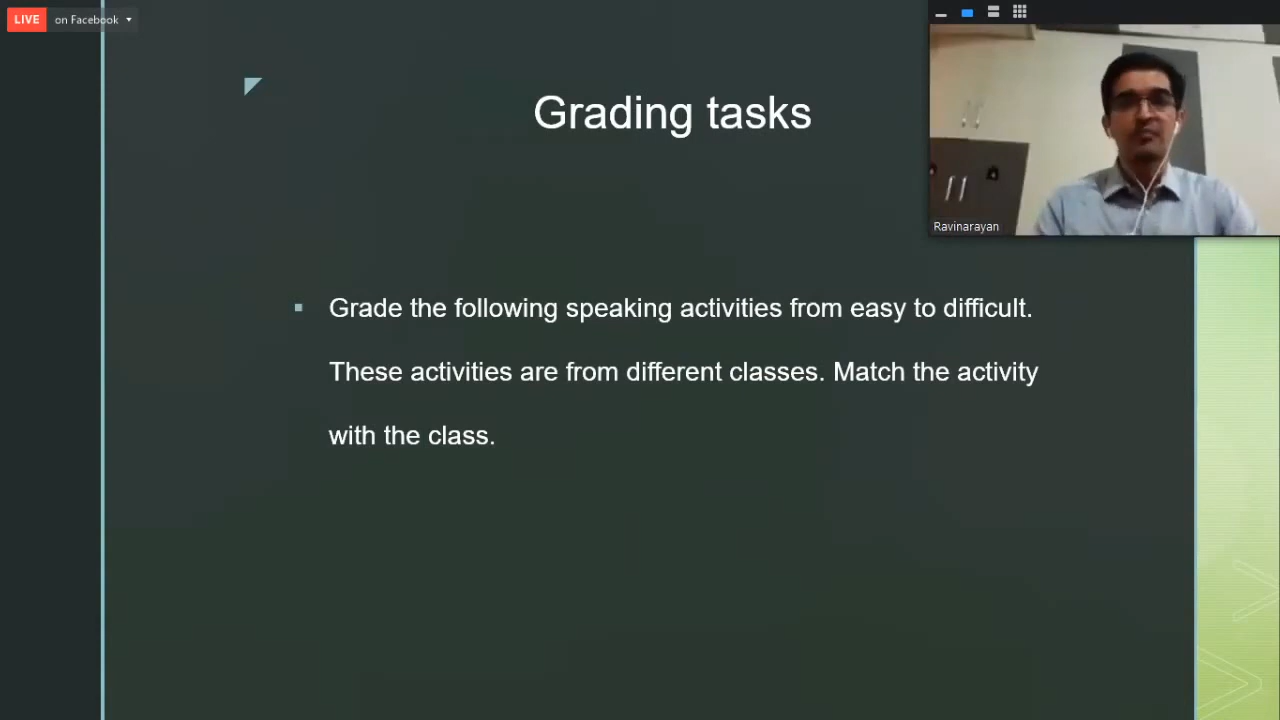 LIVE on Facebook
Grading tasks
Ravinarayan
Grade the following speaking activities from easy to difficult.
These activities are from different classes. Match the activity
with the class.